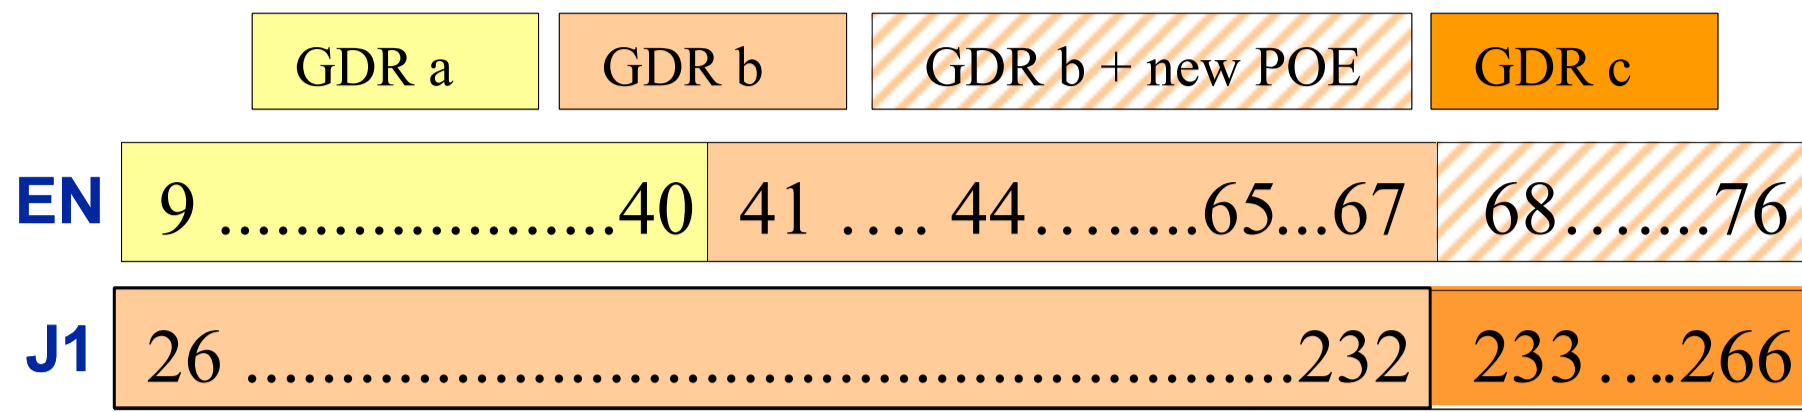 GDR a GDR b GDR b + new POE GDR c
EN 9 .....................40 41 .... 44..........65...67 68........76
J1 26 .......................................................232 233 .....266